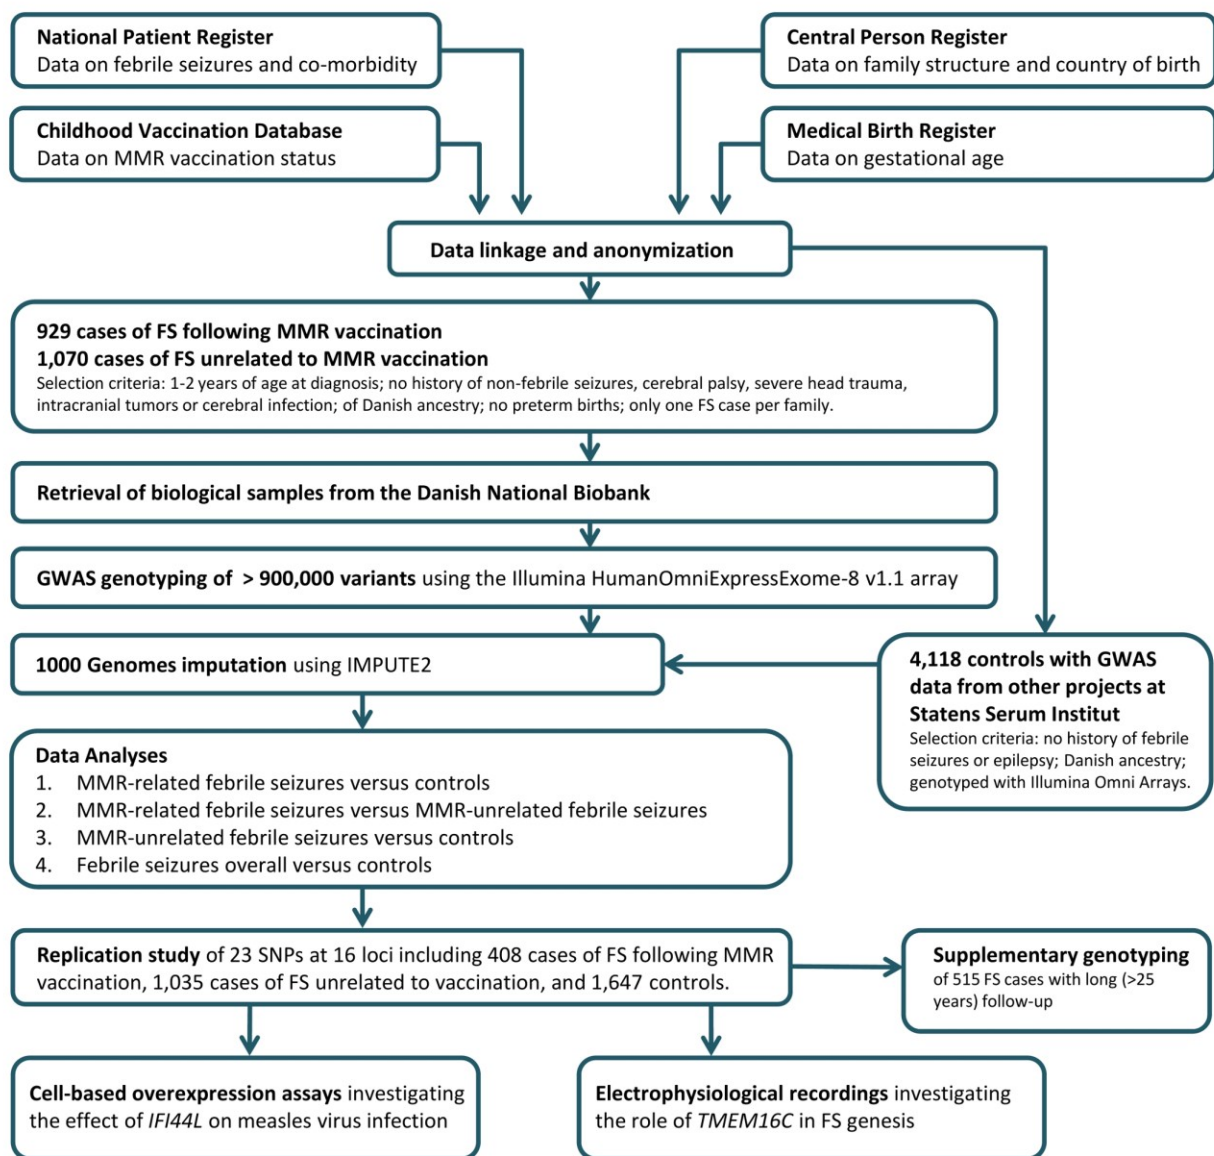 National Patient Register
Data on febrile seizures and co-morbidity
Central Person Register
Data on family structure and country of birth
Childhood Vaccination Database
Data on MMR vaccination status
Medical Birth Register
Data on gestational age
Data linkage and anonymization
929 cases of FS following MMR vaccination
1,070 cases of FS unrelated to MMR vaccination
Selection criteria: 1-2 years of age at diagnosis; no history of non-febrile seizures, cerebral palsy, severe head trauma,
intracranial tumors or cerebral infection; of Danish ancestry; no preterm births; only one FS case per family.
Retrieval of biological samples from the Danish National Biobank
GWAS genotyping of > 900,000 variants using the Illumina HumanOmniExpressExome-8 v1.1 array
1000 Genomes imputation using IMPUTE2
4,118 controls with GWAS
data from other projects at
Statens Serum Institut
Selection criteria: no history of febrile
seizures or epilepsy; Danish ancestry;
genotyped with Illumina Omni Arrays.
Data Analyses
1. MMR-related febrile seizures versus controls
2. MMR-related febrile seizures versus MMR-unrelated febrile seizures
3. MMR-unrelated febrile seizures versus controls
4. Febrile seizures overall versus controls
Replication study of 23 SNPs at 16 loci including 408 cases of FS following MMR
vaccination, 1,035 cases of FS unrelated to vaccination, and 1,647 controls.
Supplementary genotyping
of 515 FS cases with long (>25
years) follow-up
Cell-based overexpression assays investigating
the effect of IFI44L on measles virus infection
Electrophysiological recordings investigating
the role of TMEM16C in FS genesis